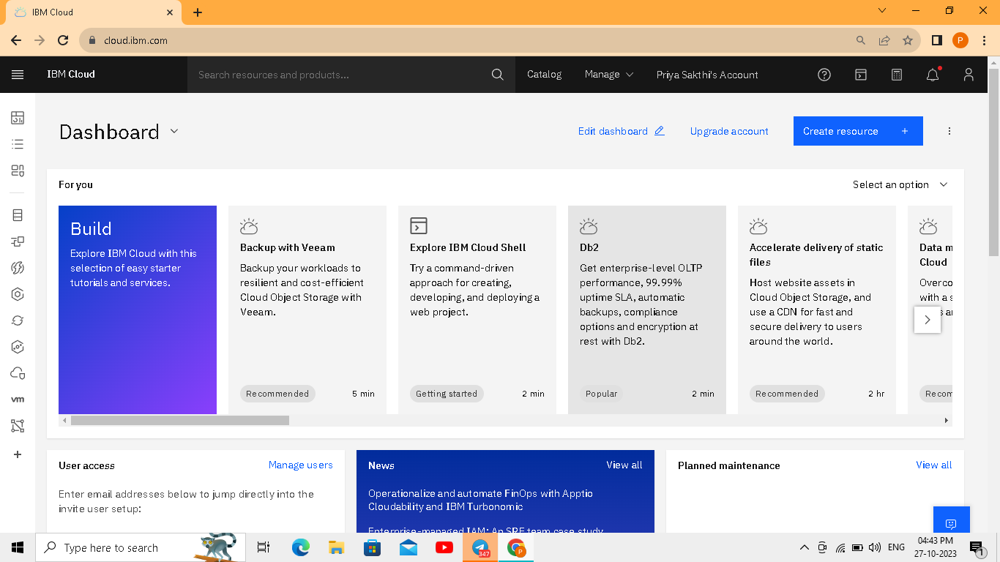 IBM Cloud
cloud.ibm.com
P
IBM Cloud
Search resources and products...
Catalog
Manage
Priya Sakthi's Account
Dashboard
Edit dashboard
Upgrade account
Create resource +
For you
Select an option
Build
Explore IBM Cloud with this
selection of easy starter
tutorials and services.
Backup with Veeam
Backup your workloads to
resilient and cost-efficient
Cloud Object Storage with
Veeam.
Recommended
5 min
Explore IBM Cloud Shell
Try a command-driven
approach for creating,
developing, and deploying a
web project.
Getting started
2 min
Db2
Get enterprise-level OLTP
performance, 99.99%
uptime SLA, automatic
backups, compliance
options and encryption at
rest with Db2.
Popular
2 min
Accelerate delivery of static
files
Host website assets in
Cloud Object Storage, and
use a CDN for fast and
secure delivery to users
around the world.
Recommended
2 hr
Data m
Cloud
Overco
with a s
Recom
vm
User access
Manage users
Enter email addresses below to jump directly into the
invite user setup:
News
View all
Operationalize and automate FinOps with Apptio
Cloudability and IBM Turbonomic
Enterprise-managed IAM: An SRE team case study
Planned maintenance
View all
Type here to search
347
P
ENG
04:43 PM
27-10-2023
1